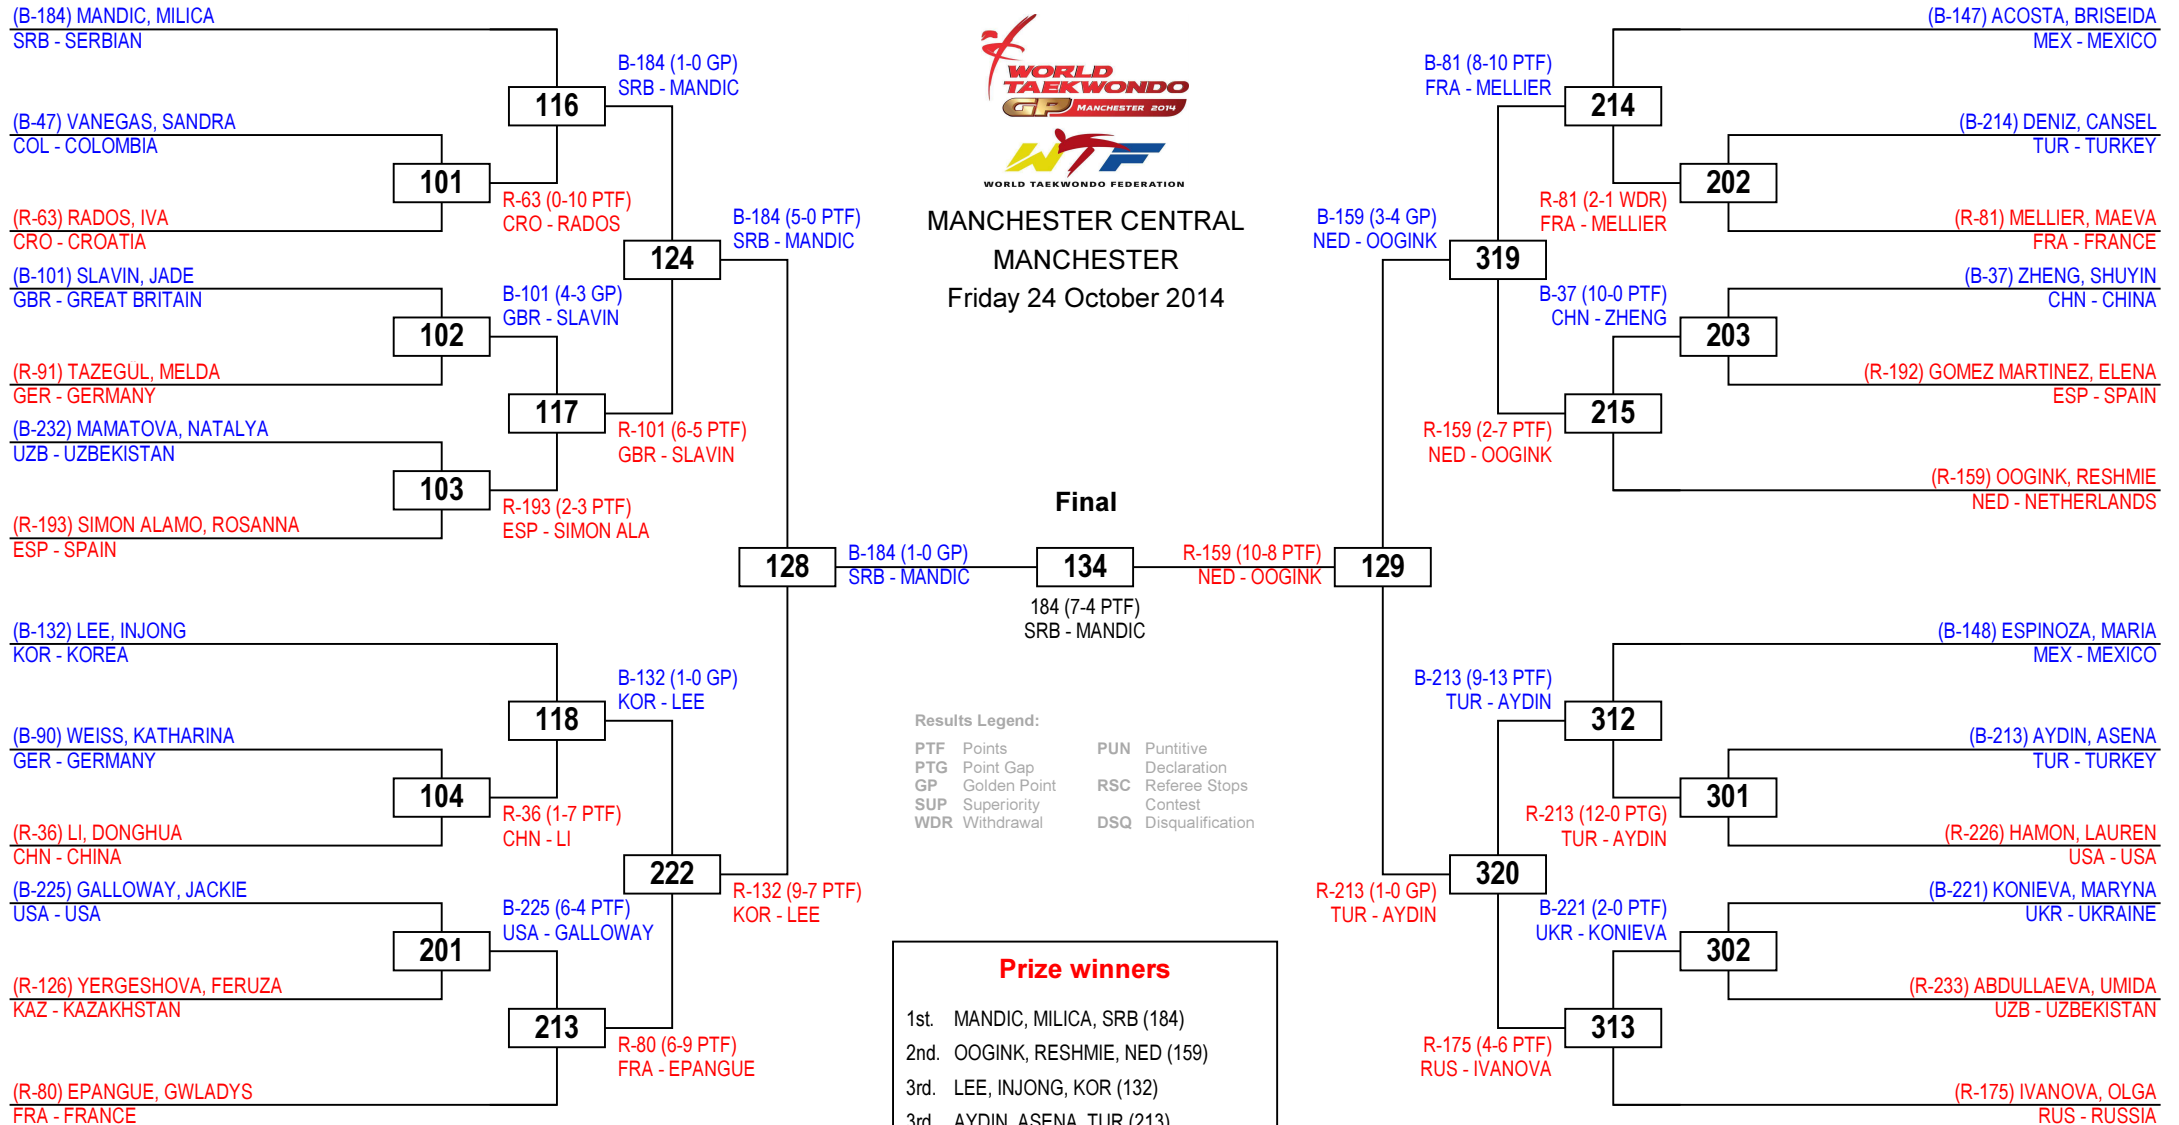 (B-184) MANDIC, MILICA
SRB - SERBIAN
(B-47) VANEGAS, SANDRA
COL - COLOMBIA
(R-63) RADOS, IVA
CRO - CROATIA
(B-101) SLAVIN, JADE
GBR - GREAT BRITAIN
(R-91) TAZEGÜL, MELDA
GER - GERMANY
(B-232) MAMATOVA, NATALYA
UZB - UZBEKISTAN
(R-193) SIMON ALAMO, ROSANNA
ESP - SPAIN
(B-132) LEE, INJONG
KOR - KOREA
(B-90) WEISS, KATHARINA
GER - GERMANY
(R-36) LI, DONGHUA
CHN - CHINA
(B-225) GALLOWAY, JACKIE
USA - USA
(R-126) YERGESHOVA, FERUZA
KAZ - KAZAKHSTAN
(R-80) EPANGUE, GWLADYS
FRA - FRANCE
101
102
103
104
201
R-63 (0-10 PTF)
CRO - RADOS
B-101 (4-3 GP)
GBR - SLAVIN
R-193 (2-3 PTF)
ESP - SIMON ALA
R-36 (1-7 PTF)
CHN - LI
B-225 (6-4 PTF)
USA - GALLOWAY
116
117
118
213
B-184 (1-0 GP)
SRB - MANDIC
R-101 (6-5 PTF)
GBR - SLAVIN
B-132 (1-0 GP)
KOR - LEE
R-80 (6-9 PTF)
FRA - EPANGUE
124
222
B-184 (5-0 PTF)
SRB - MANDIC
R-132 (9-7 PTF)
KOR - LEE
128
B-184 (1-0 GP)
SRB - MANDIC
WORLD
TAEKWONDO
GP MANCHESTER 2014
WTF
WORLD TAEKWONDO FEDERATION
MANCHESTER CENTRAL
MANCHESTER
Friday 24 October 2014
Final
134
184 (7-4 PTF)
SRB - MANDIC
Results Legend:
PTF Points PUN Puntitive
PTG Point Gap Declaration
GP Golden Point RSC Referee Stops
SUP Superiority Contest
WDR Withdrawal DSQ Disqualification
Prize winners
1st. MANDIC, MILICA, SRB (184)
2nd. OOGINK, RESHMIE, NED (159)
3rd. LEE, INJONG, KOR (132)
3rd. AYDIN, ASENA, TUR (213)
R-159 (10-8 PTF)
NED - OOGINK
129
B-159 (3-4 GP)
NED - OOGINK
R-213 (1-0 GP)
TUR - AYDIN
319
320
B-81 (8-10 PTF)
FRA - MELLIER
R-159 (2-7 PTF)
NED - OOGINK
B-213 (9-13 PTF)
TUR - AYDIN
R-175 (4-6 PTF)
RUS - IVANOVA
214
215
312
313
R-81 (2-1 WDR)
FRA - MELLIER
B-37 (10-0 PTF)
CHN - ZHENG
R-213 (12-0 PTG)
TUR - AYDIN
B-221 (2-0 PTF)
UKR - KONIEVA
202
203
301
302
(B-147) ACOSTA, BRISEIDA
MEX - MEXICO
(B-214) DENIZ, CANSEL
TUR - TURKEY
(R-81) MELLIER, MAEVA
FRA - FRANCE
(B-37) ZHENG, SHUYIN
CHN - CHINA
(R-192) GOMEZ MARTINEZ, ELENA
ESP - SPAIN
(R-159) OOGINK, RESHMIE
NED - NETHERLANDS
(B-148) ESPINOZA, MARIA
MEX - MEXICO
(B-213) AYDIN, ASENA
TUR - TURKEY
(R-226) HAMON, LAUREN
USA - USA
(B-221) KONIEVA, MARYNA
UKR - UKRAINE
(R-233) ABDULLAEVA, UMIDA
UZB - UZBEKISTAN
(R-175) IVANOVA, OLGA
RUS - RUSSIA